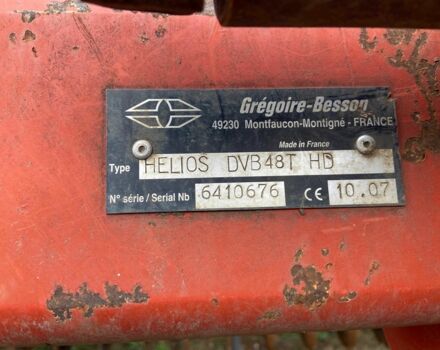 Grégoire-Besson
49230 Montfaucon-Montigné - FRANCE
Made in France
Type HELIOS DVB48T HD
N° série / Serial Nb 6410676 CE 10.07